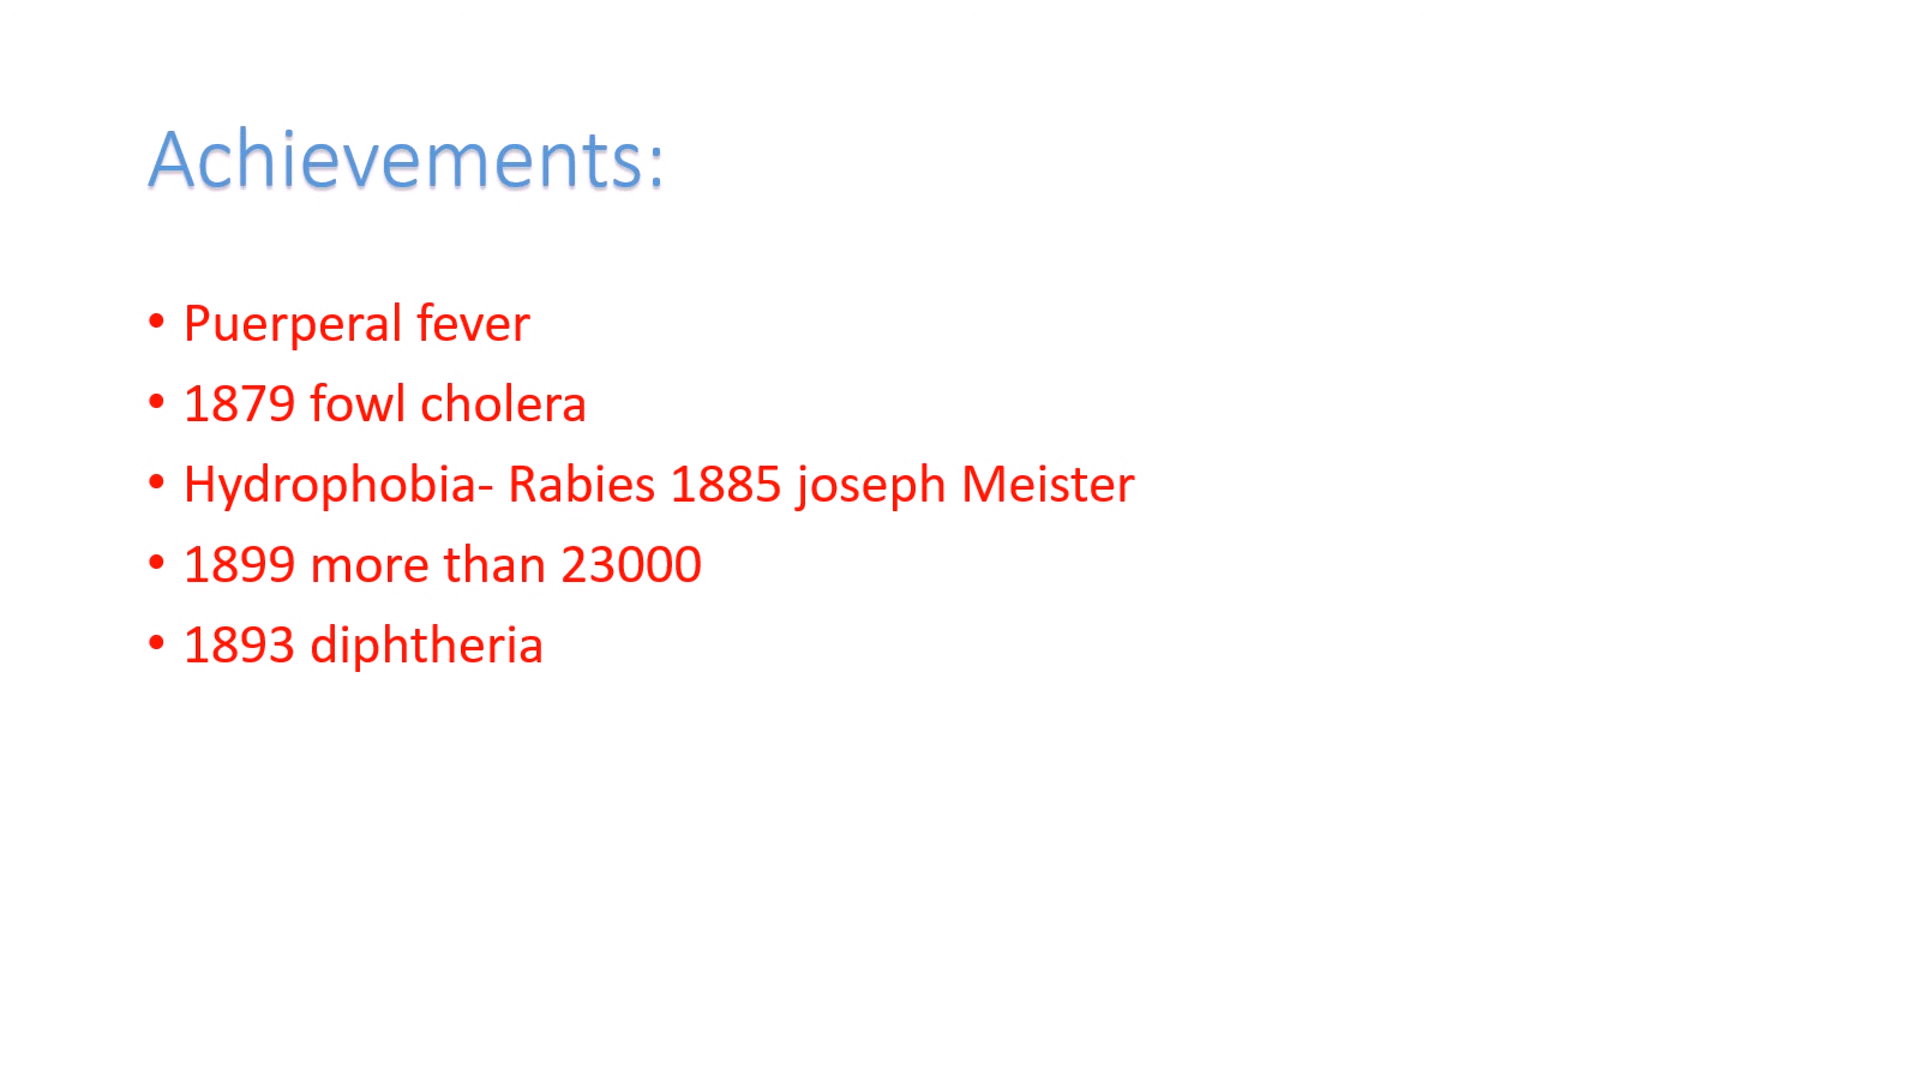 Achievements:
• Puerperal fever
• 1879 fowl cholera
• Hydrophobia- Rabies 1885 joseph Meister
• 1899 more than 23000
• 1893 diphtheria